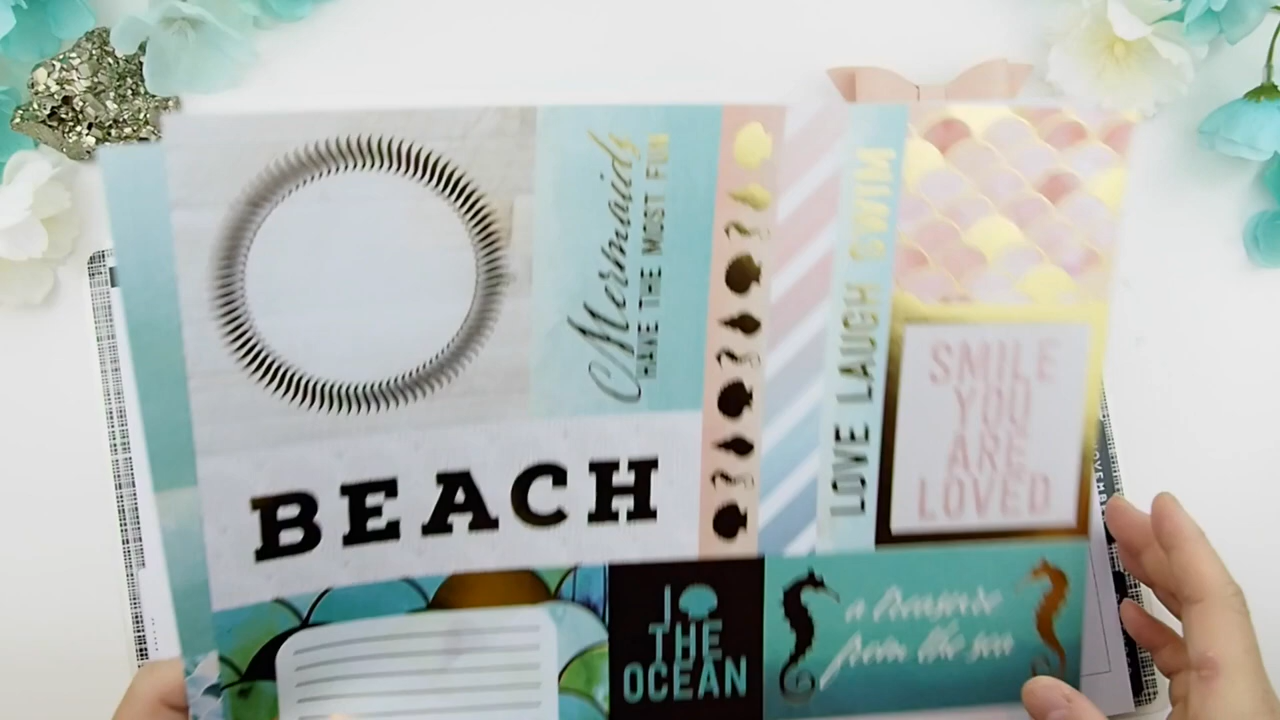 Mermaids
HAVE THE MOST FUN
LOVE LAUGH SWIM
SMILE
YOU
ARE
LOVED
BEACH
THE
OCEAN
a treasure
from the sea